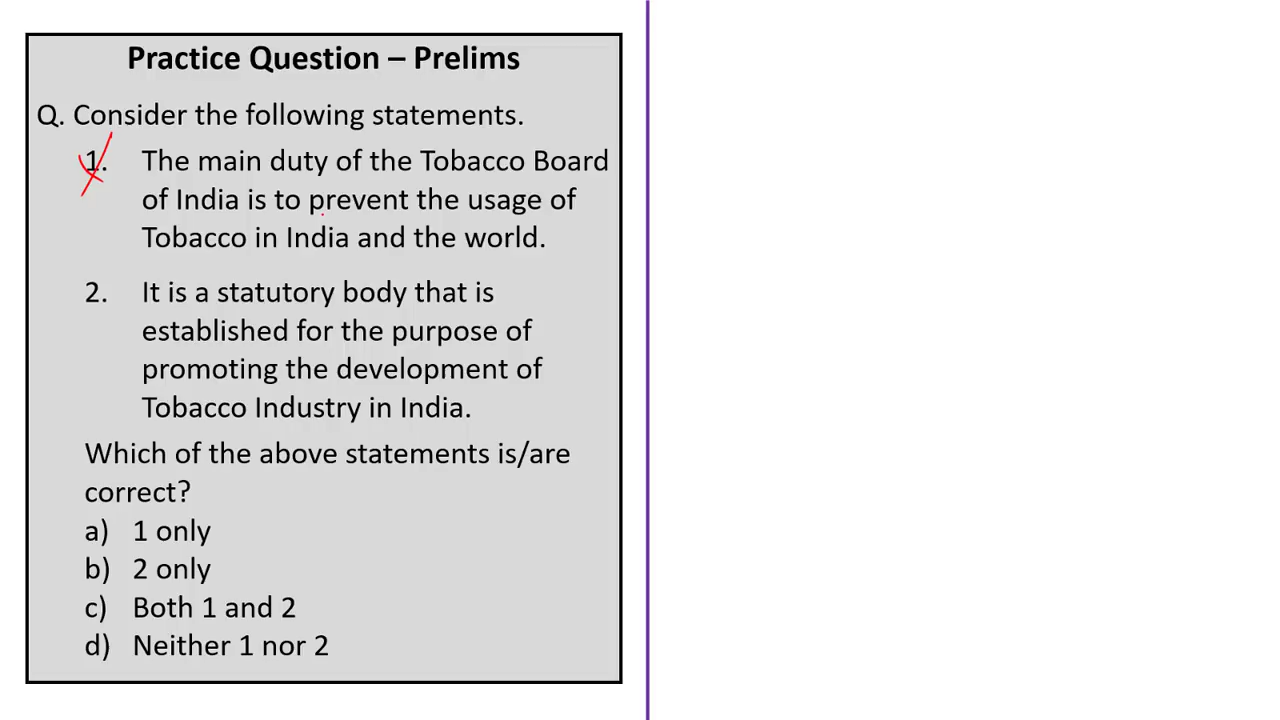 Practice Question – Prelims
Q. Consider the following statements.
1. The main duty of the Tobacco Board
of India is to prevent the usage of
Tobacco in India and the world.
2. It is a statutory body that is
established for the purpose of
promoting the development of
Tobacco Industry in India.
Which of the above statements is/are
correct?
a) 1 only
b) 2 only
c) Both 1 and 2
d) Neither 1 nor 2